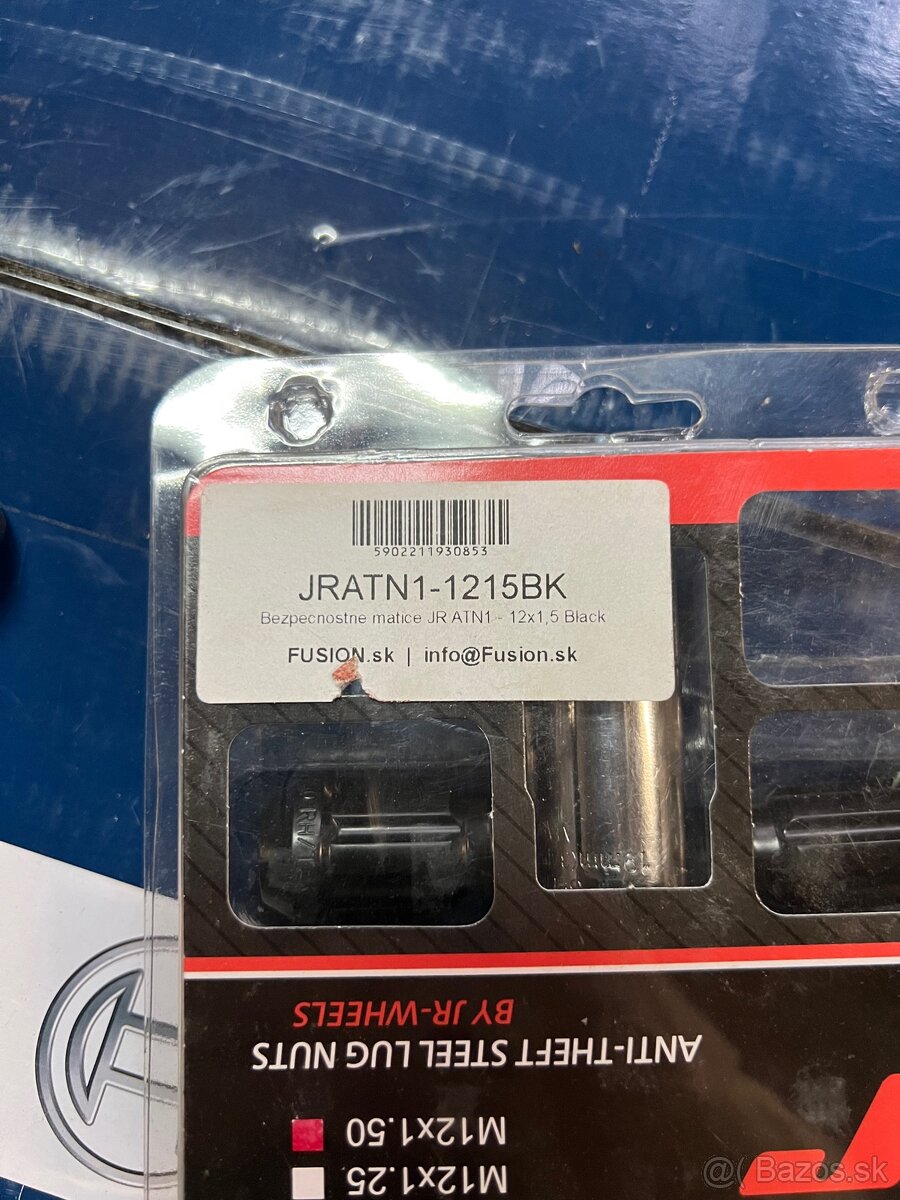 5902211930853
JRATN1-1215BK
Bezpecnostne matice JR ATN1 - 12x1,5 Black
FUSION.sk | info@Fusion.sk
BY JR-WHEELS
ANTI-THEFT STEEL LUG NUTS
M12x1.50
M12x1.25
Bazos.sk